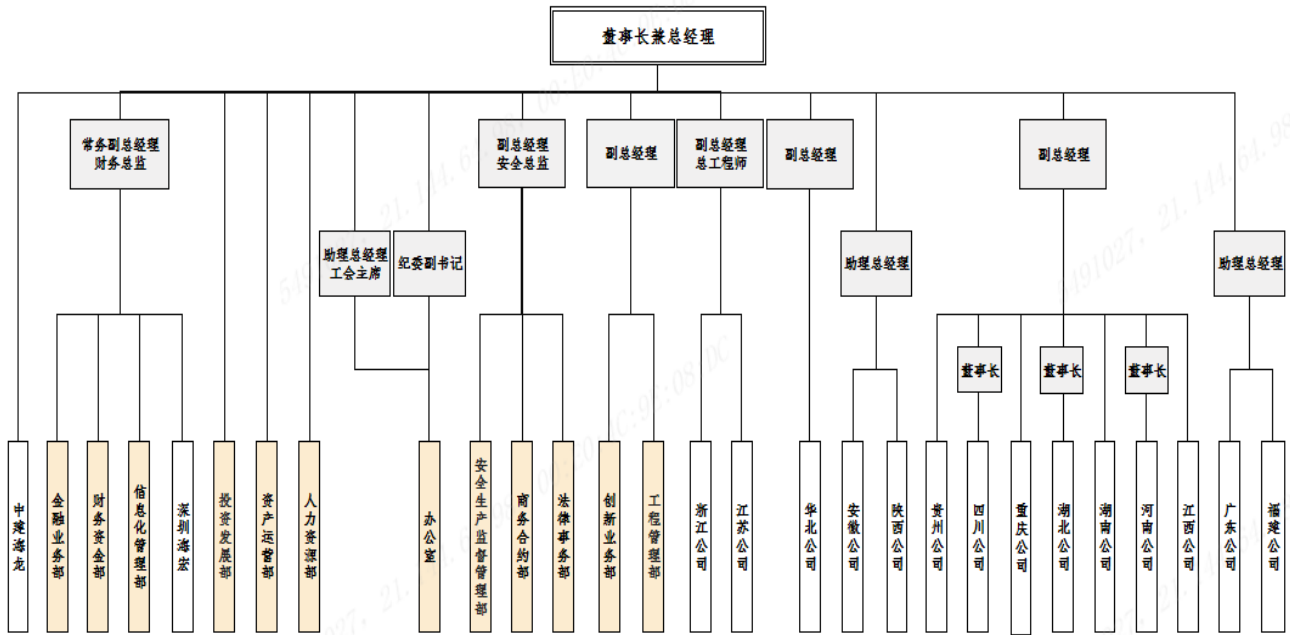 董事长兼总经理
常务副总经理
财务总监
副总经理
安全总监
副总经理
副总经理
总工程师
副总经理
副总经理
助理总经理
工会主席
纪委副书记
助理总经理
助理总经理
董事长
董事长
董事长
中建海龙
金融业务部
财务资金部
信息化管理部
深圳海宏
投资发展部
资产运营部
人力资源部
办公室
安全生产监督管理部
商务合约部
法律事务部
创新业务部
工程管理部
浙江公司
江苏公司
华北公司
安徽公司
陕西公司
贵州公司
四川公司
重庆公司
湖北公司
湖南公司
河南公司
江西公司
广东公司
福建公司